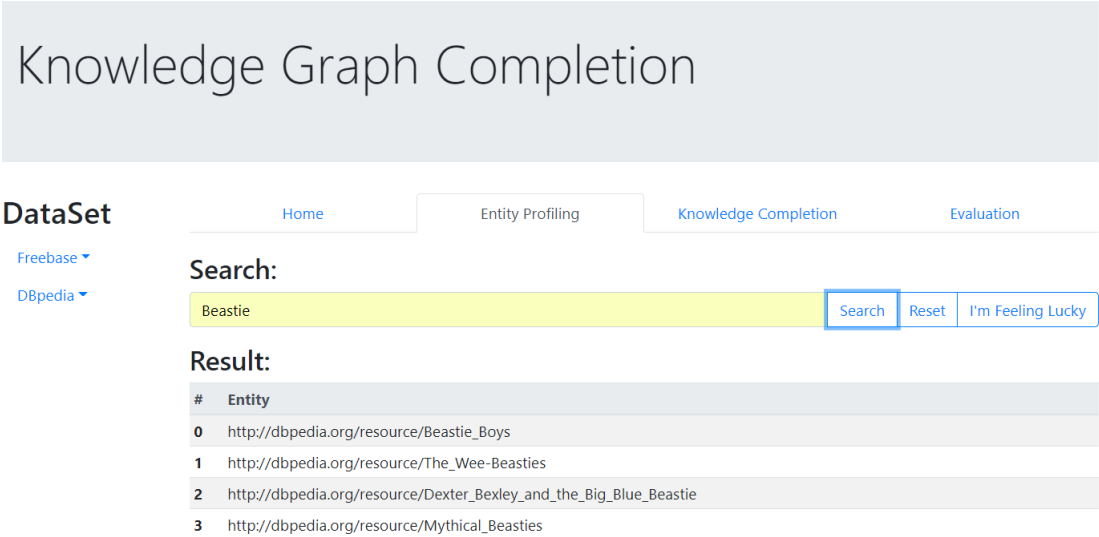 Knowledge Graph Completion
DataSet
Freebase
DBpedia
Home Entity Profiling Knowledge Completion Evaluation
Search:
Beastie Search Reset I'm Feeling Lucky
Result:
# Entity
0 http://dbpedia.org/resource/Beastie_Boys
1 http://dbpedia.org/resource/The_Wee-Beasties
2 http://dbpedia.org/resource/Dexter_Bexley_and_the_Big_Blue_Beastie
3 http://dbpedia.org/resource/Mythical_Beasties